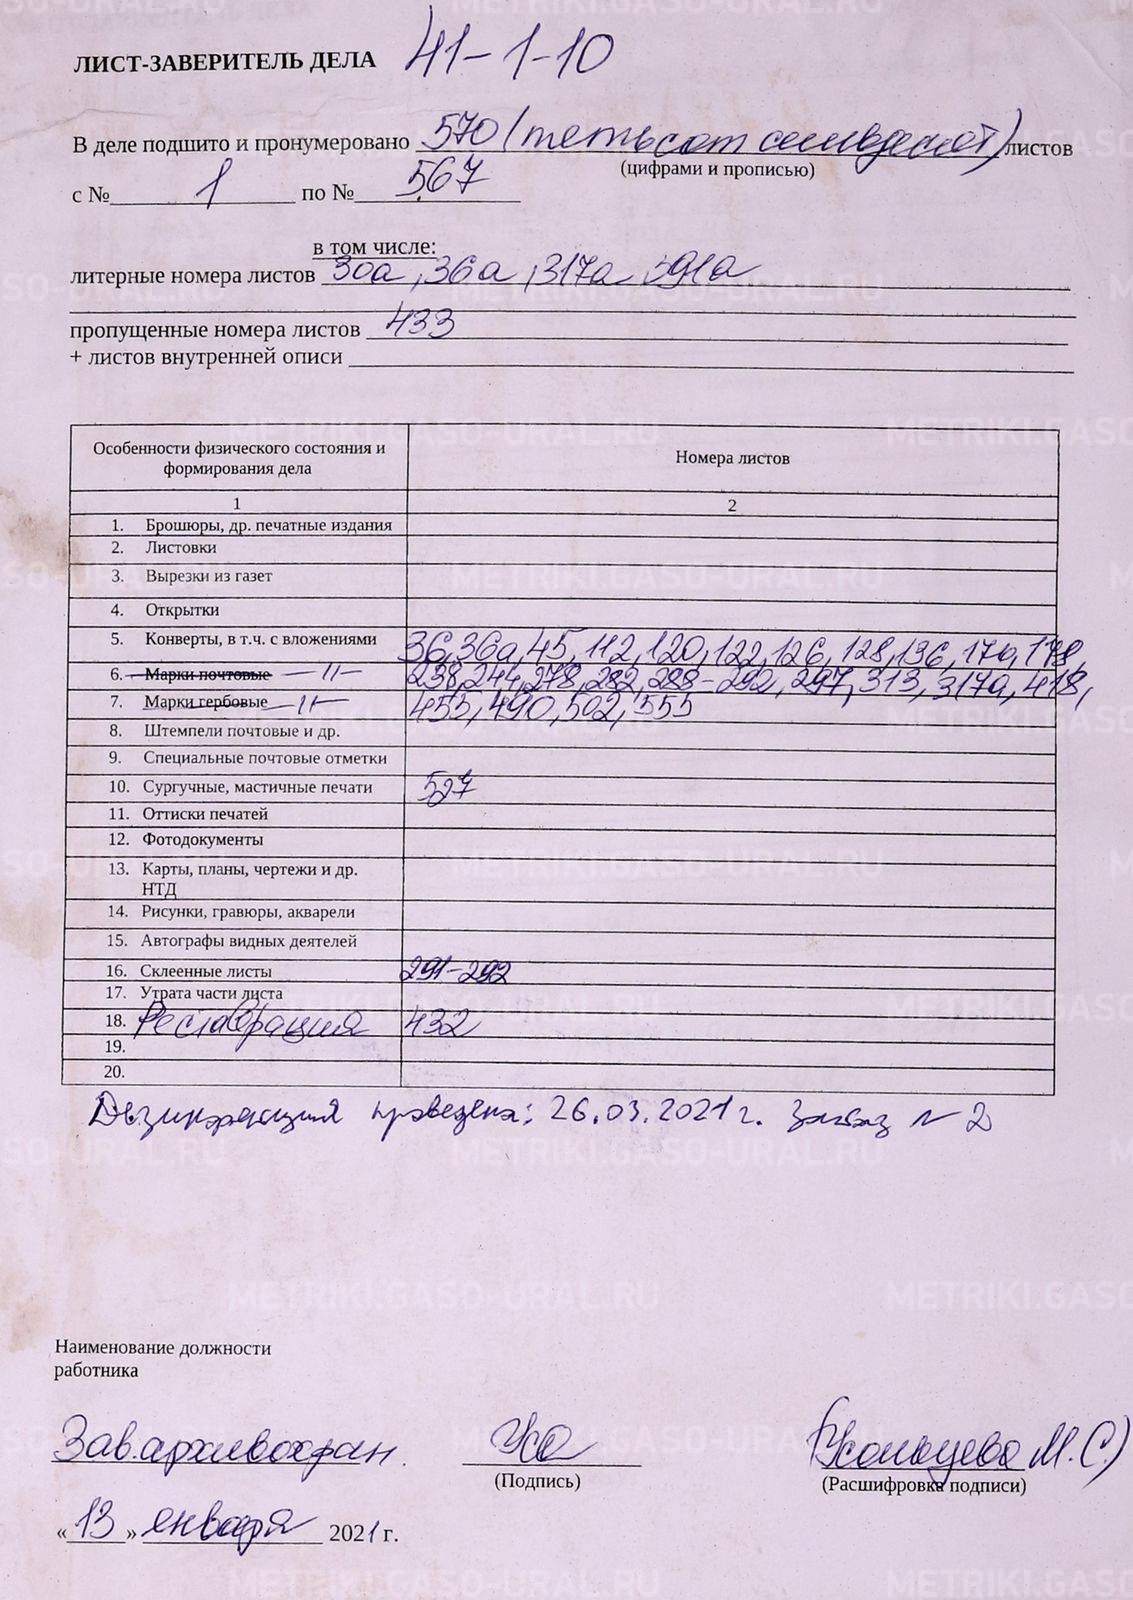 ЛИСТ-ЗАВЕРИТЕЛЬ ДЕЛА 41-1-10
В деле подшито и пронумеровано 570 (пятьсот семьдесят) листов
(цифрами и прописью)
с № 1 по № 567
в том числе:
литерные номера листов 30а, 36а, 317а, 391а
пропущенные номера листов 433
+ листов внутренней описи
Особенности физического состояния и формирования дела Номера листов
1 2
1. Брошюры, др. печатные издания
2. Листовки
3. Вырезки из газет
4. Открытки
5. Конверты, в т.ч. с вложениями 36, 36а, 45, 112, 120, 122, 126, 128, 136, 170, 178,
6. Марки почтовые —//— 238, 244, 278, 282, 288-292, 297, 313, 317а, 418,
7. Марки гербовые —//— 455, 490, 502, 555
8. Штемпели почтовые и др.
9. Специальные почтовые отметки
10. Сургучные, мастичные печати 527
11. Оттиски печатей
12. Фотодокументы
13. Карты, планы, чертежи и др.
НТД
14. Рисунки, гравюры, акварели
15. Автографы видных деятелей
16. Склеенные листы 291-292
17. Утрата части листа
18. Реставрация 432
19.
20.
Дезинфекция проведена: 26.03.2021 г. Заказ № 2
Наименование должности
работника
Зав.архивохран. (Усольцева М.С.)
(Подпись) (Расшифровка подписи)
«13» января 2021 г.
METRIKI.GASO-URAL.RU